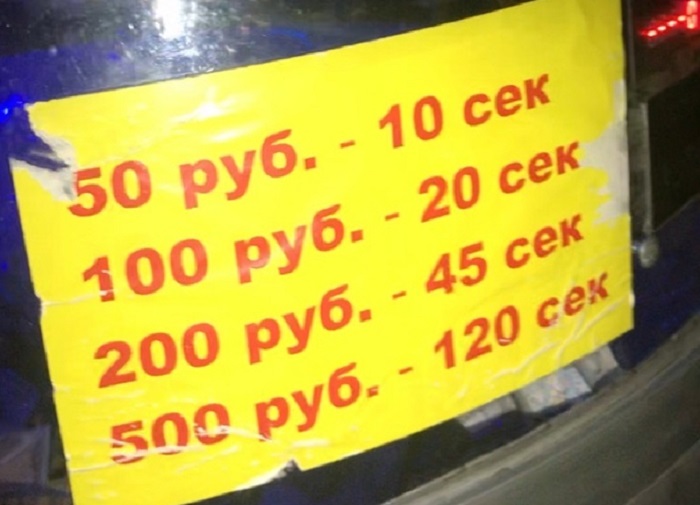 50 руб. - 10 сек
100 руб. - 20 сек
200 руб. - 45 сек
500 руб. - 120 сек